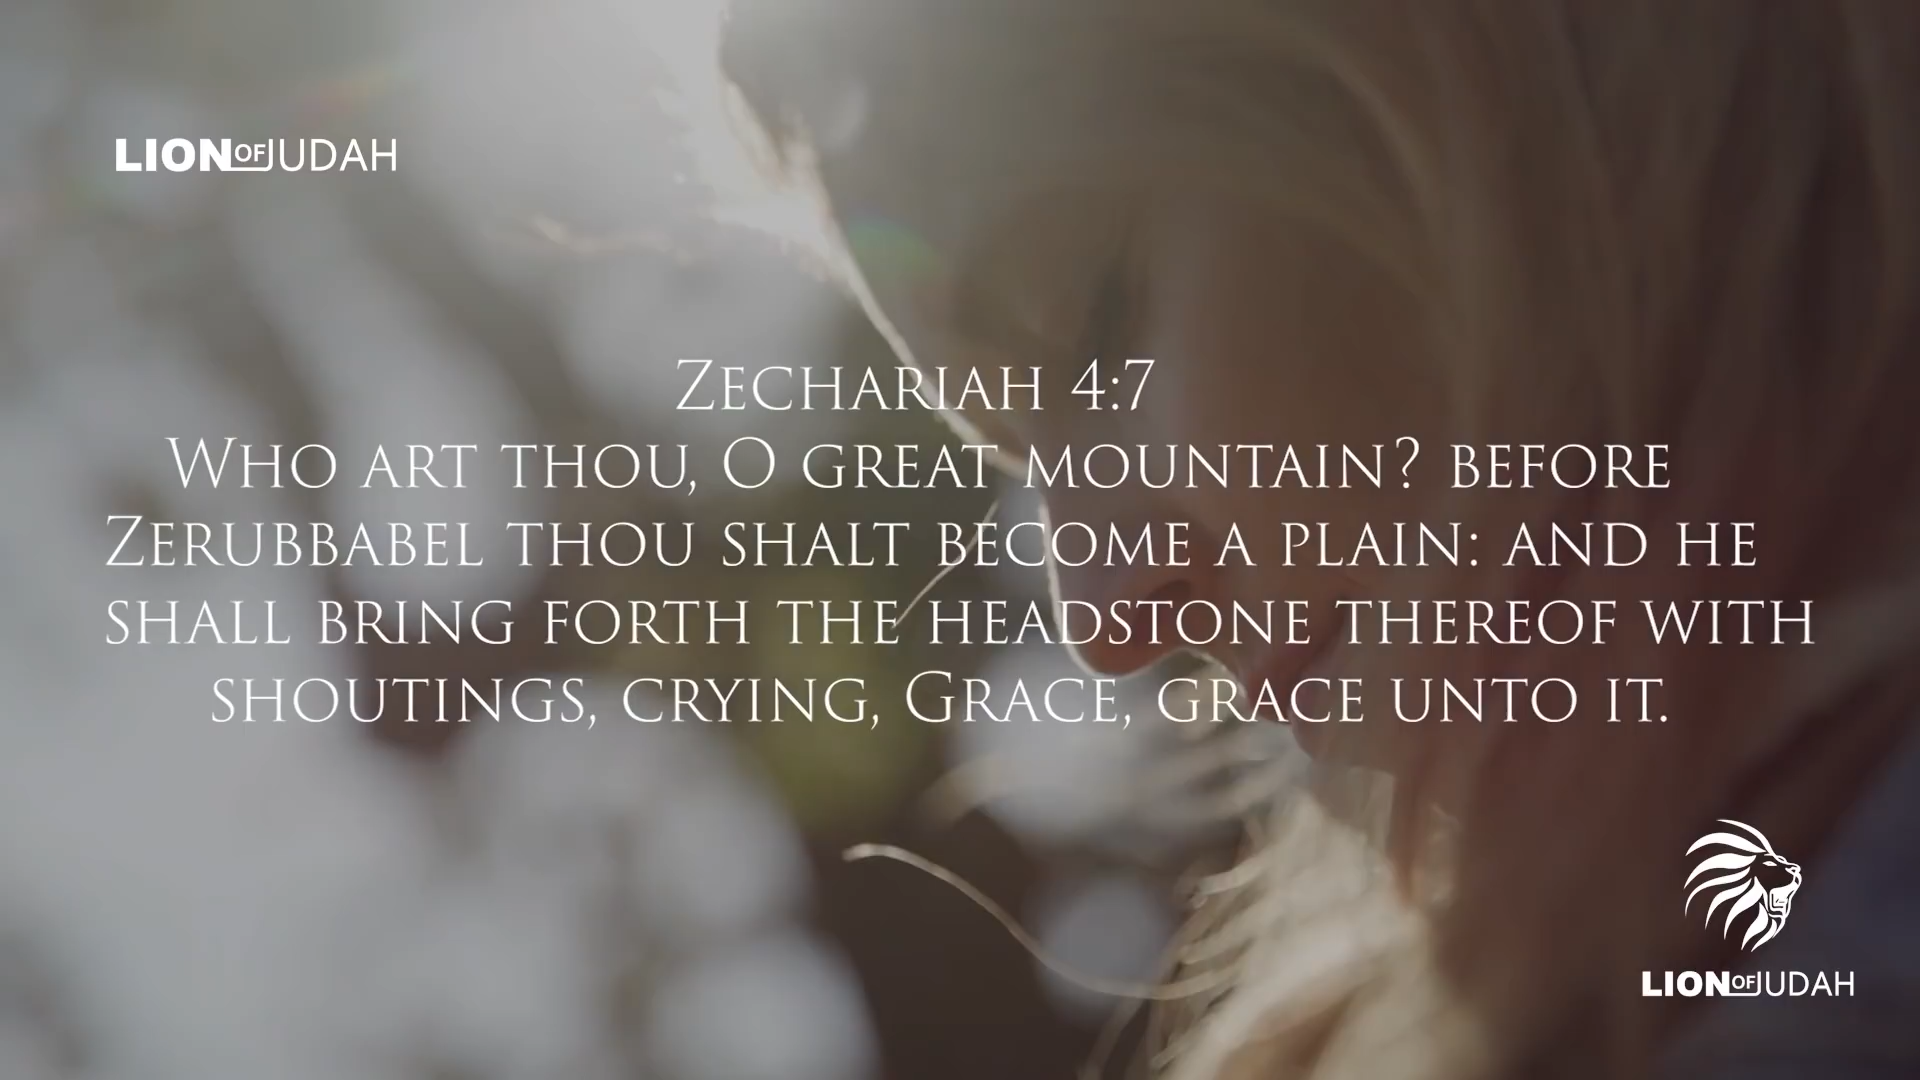 LION OF JUDAH
Zechariah 4:7
Who art thou, O great mountain? before
Zerubbabel thou shalt become a plain: and he
shall bring forth the headstone thereof with
shoutings, crying, Grace, grace unto it.
LION OF JUDAH